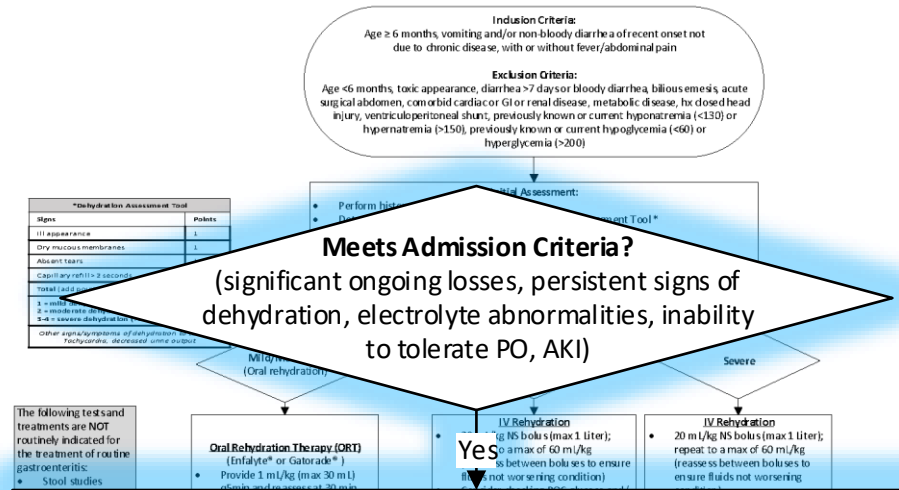 Inclusion Criteria:
Age ≥ 6 months, vomiting and/or non-bloody diarrhea of recent onset not
due to chronic disease, with or without fever/abdominal pain
Exclusion Criteria:
Age <6 months, toxic appearance, diarrhea >7 days or bloody diarrhea, bilious emesis, acute
surgical abdomen, comorbid cardiac or GI or renal disease, metabolic disease, hx closed head
injury, ventriculoperitoneal shunt, previously known or current hyponatremia (<130) or
hypernatremia (>150), previously known or current hypoglycemia (<60) or
hyperglycemia (>200)
Initial Assessment:
• Perform
Tool*
*Dehydration Assessment Tool
Signs Points
Ill appearance 1
Dry mucous membranes 1
Absent tears
Capillary refill > 2 seconds
Total (add
1 = mild
2 = moderate
3-4 = severe dehydration
Other signs/symptoms of dehydration
Tachycardia, decreased urine output
Meets Admission Criteria?
(significant ongoing losses, persistent signs of
dehydration, electrolyte abnormalities, inability
to tolerate PO, AKI)
Yes
(Oral rehydration)
Severe
The following tests and
treatments are NOT
routinely indicated for
the treatment of routine
gastroenteritis:
• Stool studies
Oral Rehydration Therapy (ORT)
(Enfalyte® or Gatorade®)
• Provide 1 mL/kg (max 30 mL)
q5min and reassess at 30 min
IV Rehydration
NS bolus (max 1 Liter);
to a max of 60 mL/kg
between boluses to ensure
fluids not worsening condition)
IV Rehydration
• 20 mL/kg NS bolus (max 1 Liter);
repeat to a max of 60 mL/kg
(reassess between boluses to
ensure fluids not worsening